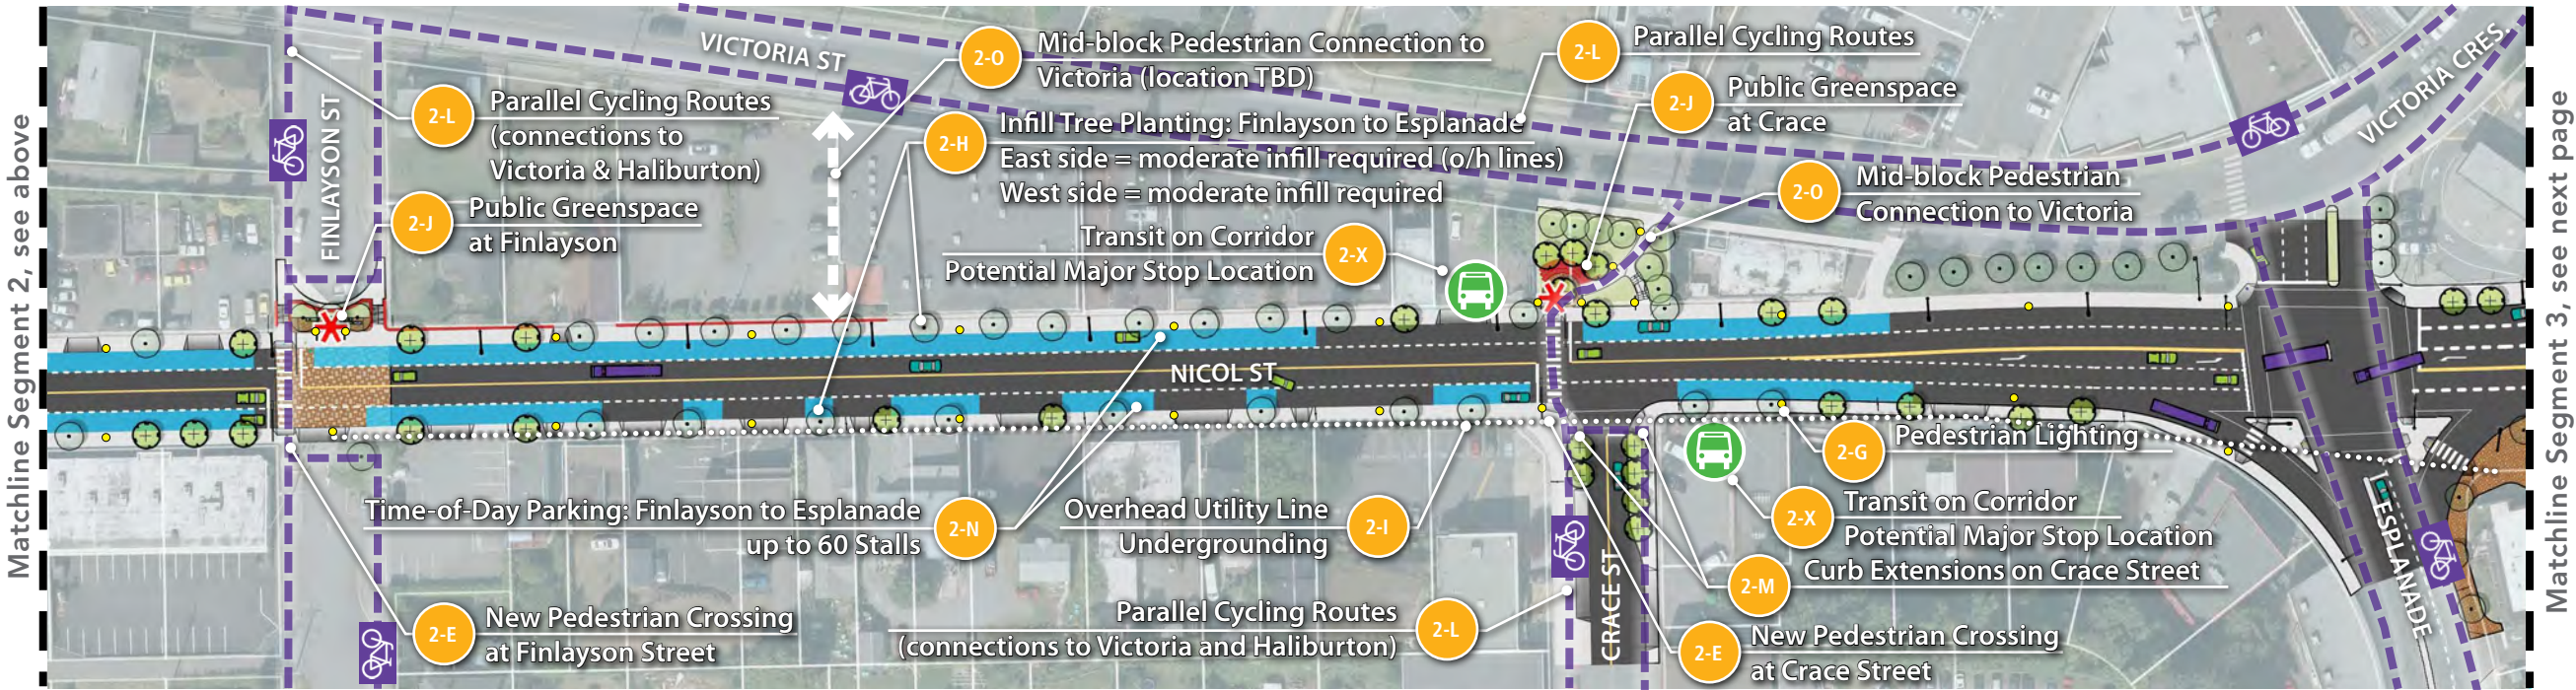 Matchline Segment 2, see above
VICTORIA ST
FINLAYSON ST
2-L
Parallel Cycling Routes
(connections to
Victoria & Haliburton)
2-J
Public Greenspace
at Finlayson
2-O
Mid-block Pedestrian Connection to
Victoria (location TBD)
2-H
Infill Tree Planting: Finlayson to Esplanade
East side = moderate infill required (o/h lines)
West side = moderate infill required
Transit on Corridor
Potential Major Stop Location
2-X
2-L
Parallel Cycling Routes
2-J
Public Greenspace
at Crace
2-O
Mid-block Pedestrian
Connection to Victoria
VICTORIA CRES.
NICOL ST
Time-of-Day Parking: Finlayson to Esplanade
up to 60 Stalls
2-N
2-E
New Pedestrian Crossing
at Finlayson Street
Overhead Utility Line
Undergrounding
2-I
Parallel Cycling Routes
(connections to Victoria and Haliburton)
2-L
CRACE ST
2-G
Pedestrian Lighting
2-X
Transit on Corridor
Potential Major Stop Location
2-M
Curb Extensions on Crace Street
2-E
New Pedestrian Crossing
at Crace Street
ESPLANADE
Matchline Segment 3, see next page